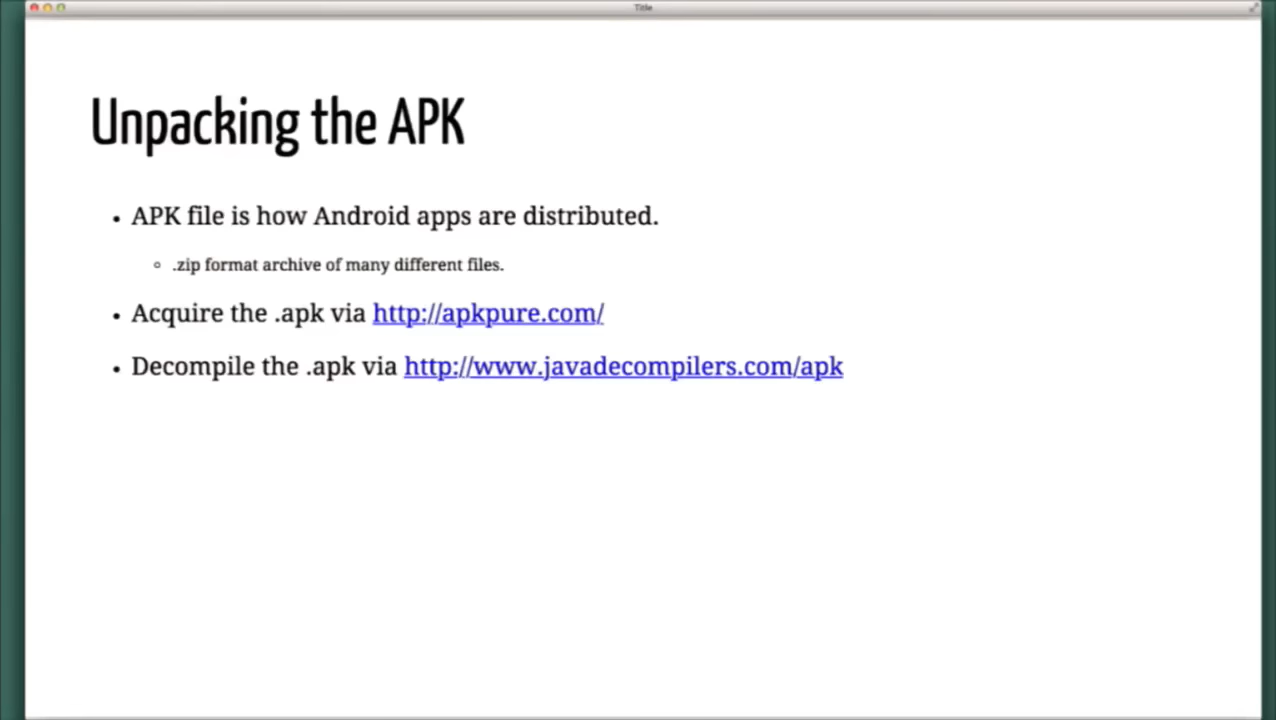 Title
Unpacking the APK
• APK file is how Android apps are distributed.
◦ .zip format archive of many different files.
• Acquire the .apk via http://apkpure.com/
• Decompile the .apk via http://www.javadecompilers.com/apk